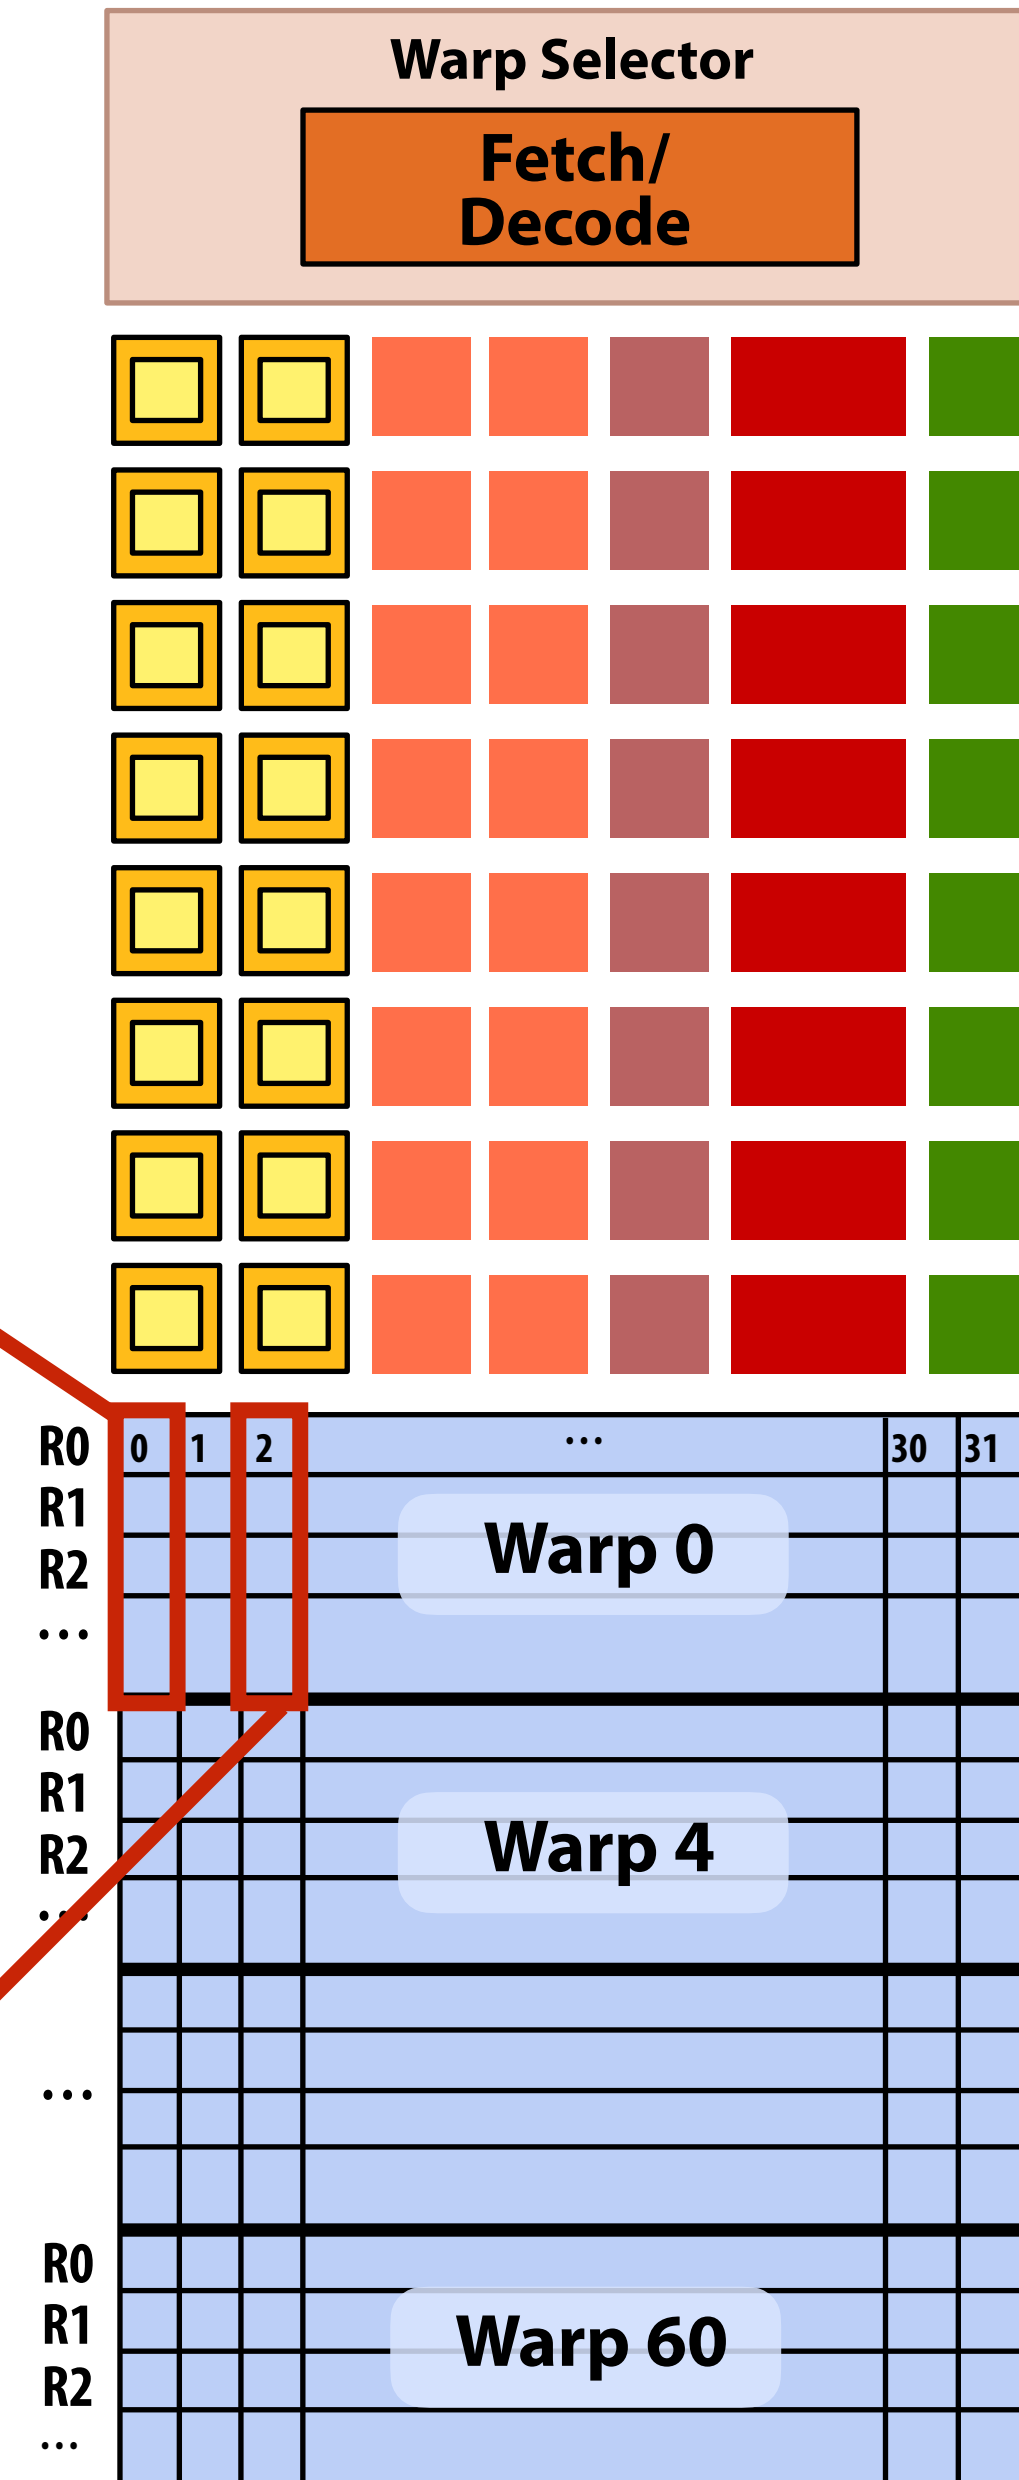 Warp Selector
Fetch/
Decode
R0 0 1 2 ... 30 31
R1
Warp 0
R2
...
R0
R1
Warp 4
R2
...
...
R0
R1
Warp 60
R2
...